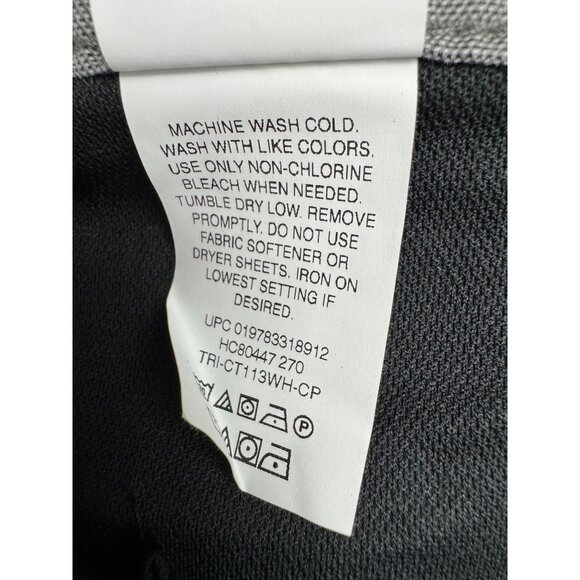 MACHINE WASH COLD.
WASH WITH LIKE COLORS.
USE ONLY NON-CHLORINE
BLEACH WHEN NEEDED.
TUMBLE DRY LOW. REMOVE
PROMPTLY. DO NOT USE
FABRIC SOFTENER OR
DRYER SHEETS. IRON ON
LOWEST SETTING IF
DESIRED.
UPC 019783318912
HC80447 270
TRI-CT113WH-CP
P